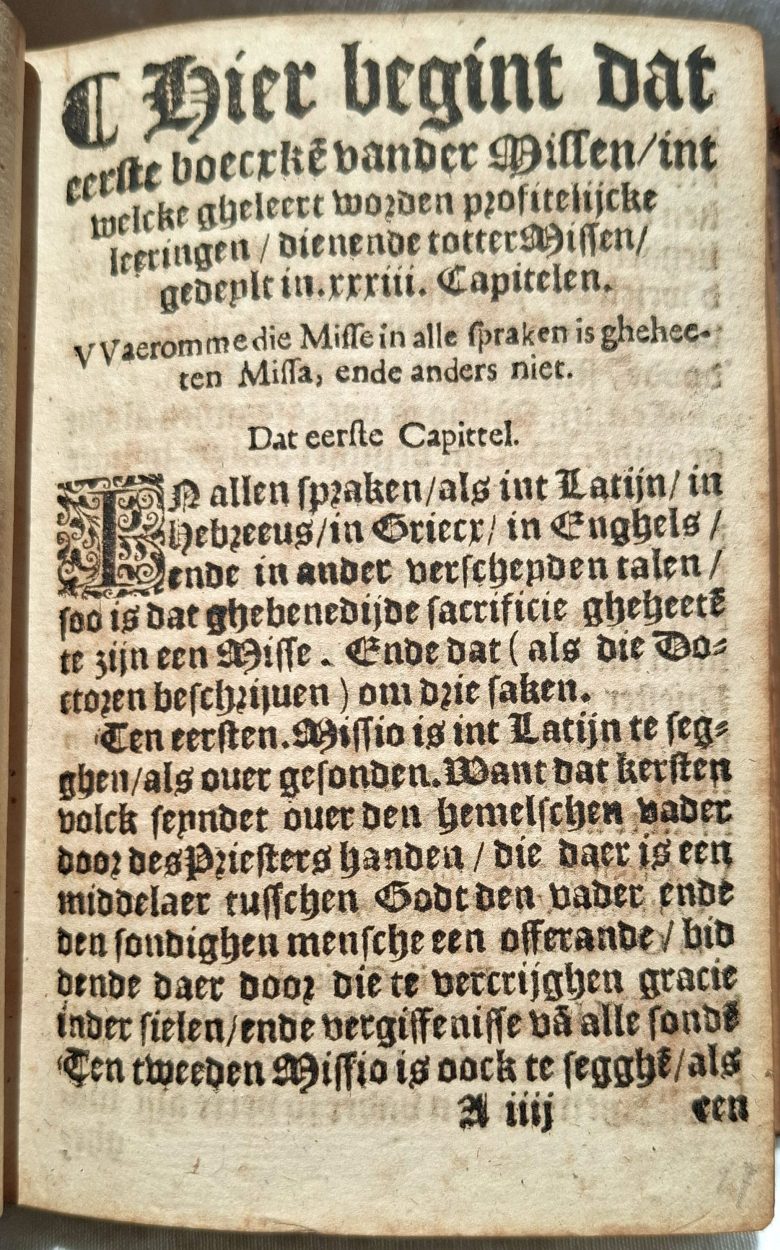 ¶ Hier begint dat
eerste boecxkē vander Missen/int
welcke gheleert worden profitelijcke
leeringen / dienende totter Missen/
gedeylt in.xxxiii. Capitelen.
VVaeromme die Misse in alle spraken is ghehee-
ten Missa, ende anders niet.
Dat eerste Capittel.
IN allen spraken/als int Latijn/ in
Hebreeus/in Griecx/ in Enghels /
ende in ander verscheyden talen /
soo is dat ghebenedijde sacrificie gheheetē
te zijn een Misse . Ende dat ( als die Do-
ctoren beschrijuen ) om drie saken.
Ten eersten.Missio is int Latijn te seg-
ghen/als ouer gesonden.Want dat kersten
volck seyndet ouer den hemelschen vader
door des Priesters handen / die daer is een
middelaer tusschen Godt den vader ende
den sondighen mensche een offerande / bid
dende daer door die te vercrijghen gracie
inder sielen/ende vergiffenisse vā alle sondē
Ten tweeden Missio is oock te segghē/als
A iiij een